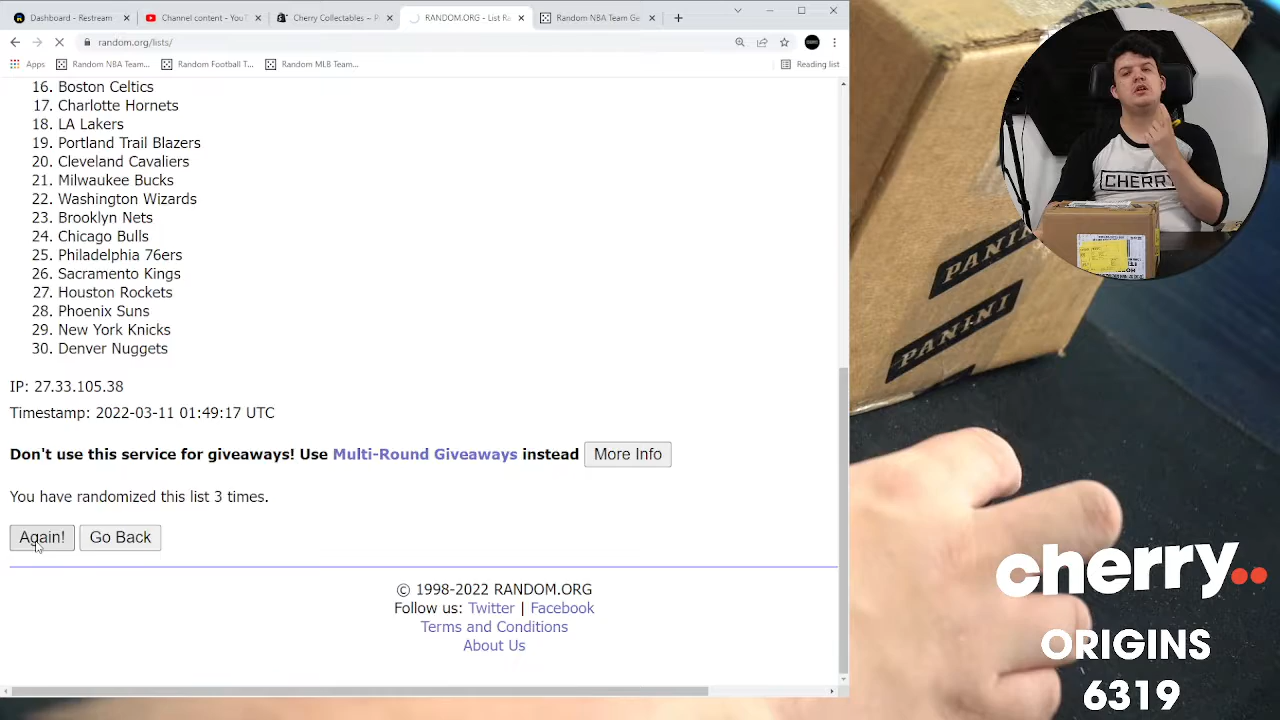 Dashboard - Restream
Channel content - YouT
Cherry Collectables – P
RANDOM.ORG - List Ra
Random NBA Team Ge
random.org/lists/
Apps
Random NBA Team...
Random Football T...
Random MLB Team...
Reading list
16. Boston Celtics
17. Charlotte Hornets
18. LA Lakers
19. Portland Trail Blazers
20. Cleveland Cavaliers
21. Milwaukee Bucks
22. Washington Wizards
23. Brooklyn Nets
24. Chicago Bulls
25. Philadelphia 76ers
26. Sacramento Kings
27. Houston Rockets
28. Phoenix Suns
29. New York Knicks
30. Denver Nuggets
IP: 27.33.105.38
Timestamp: 2022-03-11 01:49:17 UTC
Don't use this service for giveaways! Use Multi-Round Giveaways instead More Info
You have randomized this list 3 times.
Again! Go Back
© 1998-2022 RANDOM.ORG
Follow us: Twitter | Facebook
Terms and Conditions
About Us
CHERRY
PANINI
PANINI
cherry..
ORIGINS
6319